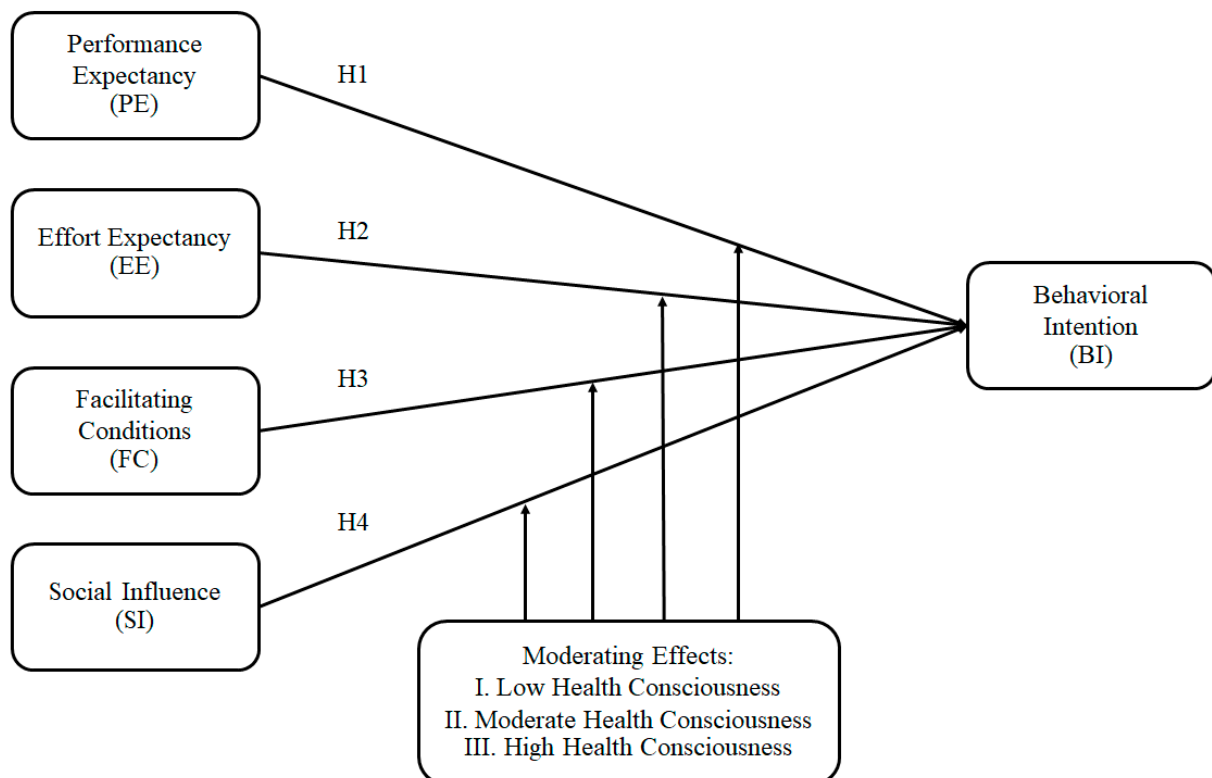 Performance
Expectancy
(PE)
H1
Effort Expectancy
(EE)
H2
Behavioral
Intention
(BI)
Facilitating
Conditions
(FC)
H3
Social Influence
(SI)
H4
Moderating Effects:
I. Low Health Consciousness
II. Moderate Health Consciousness
III. High Health Consciousness